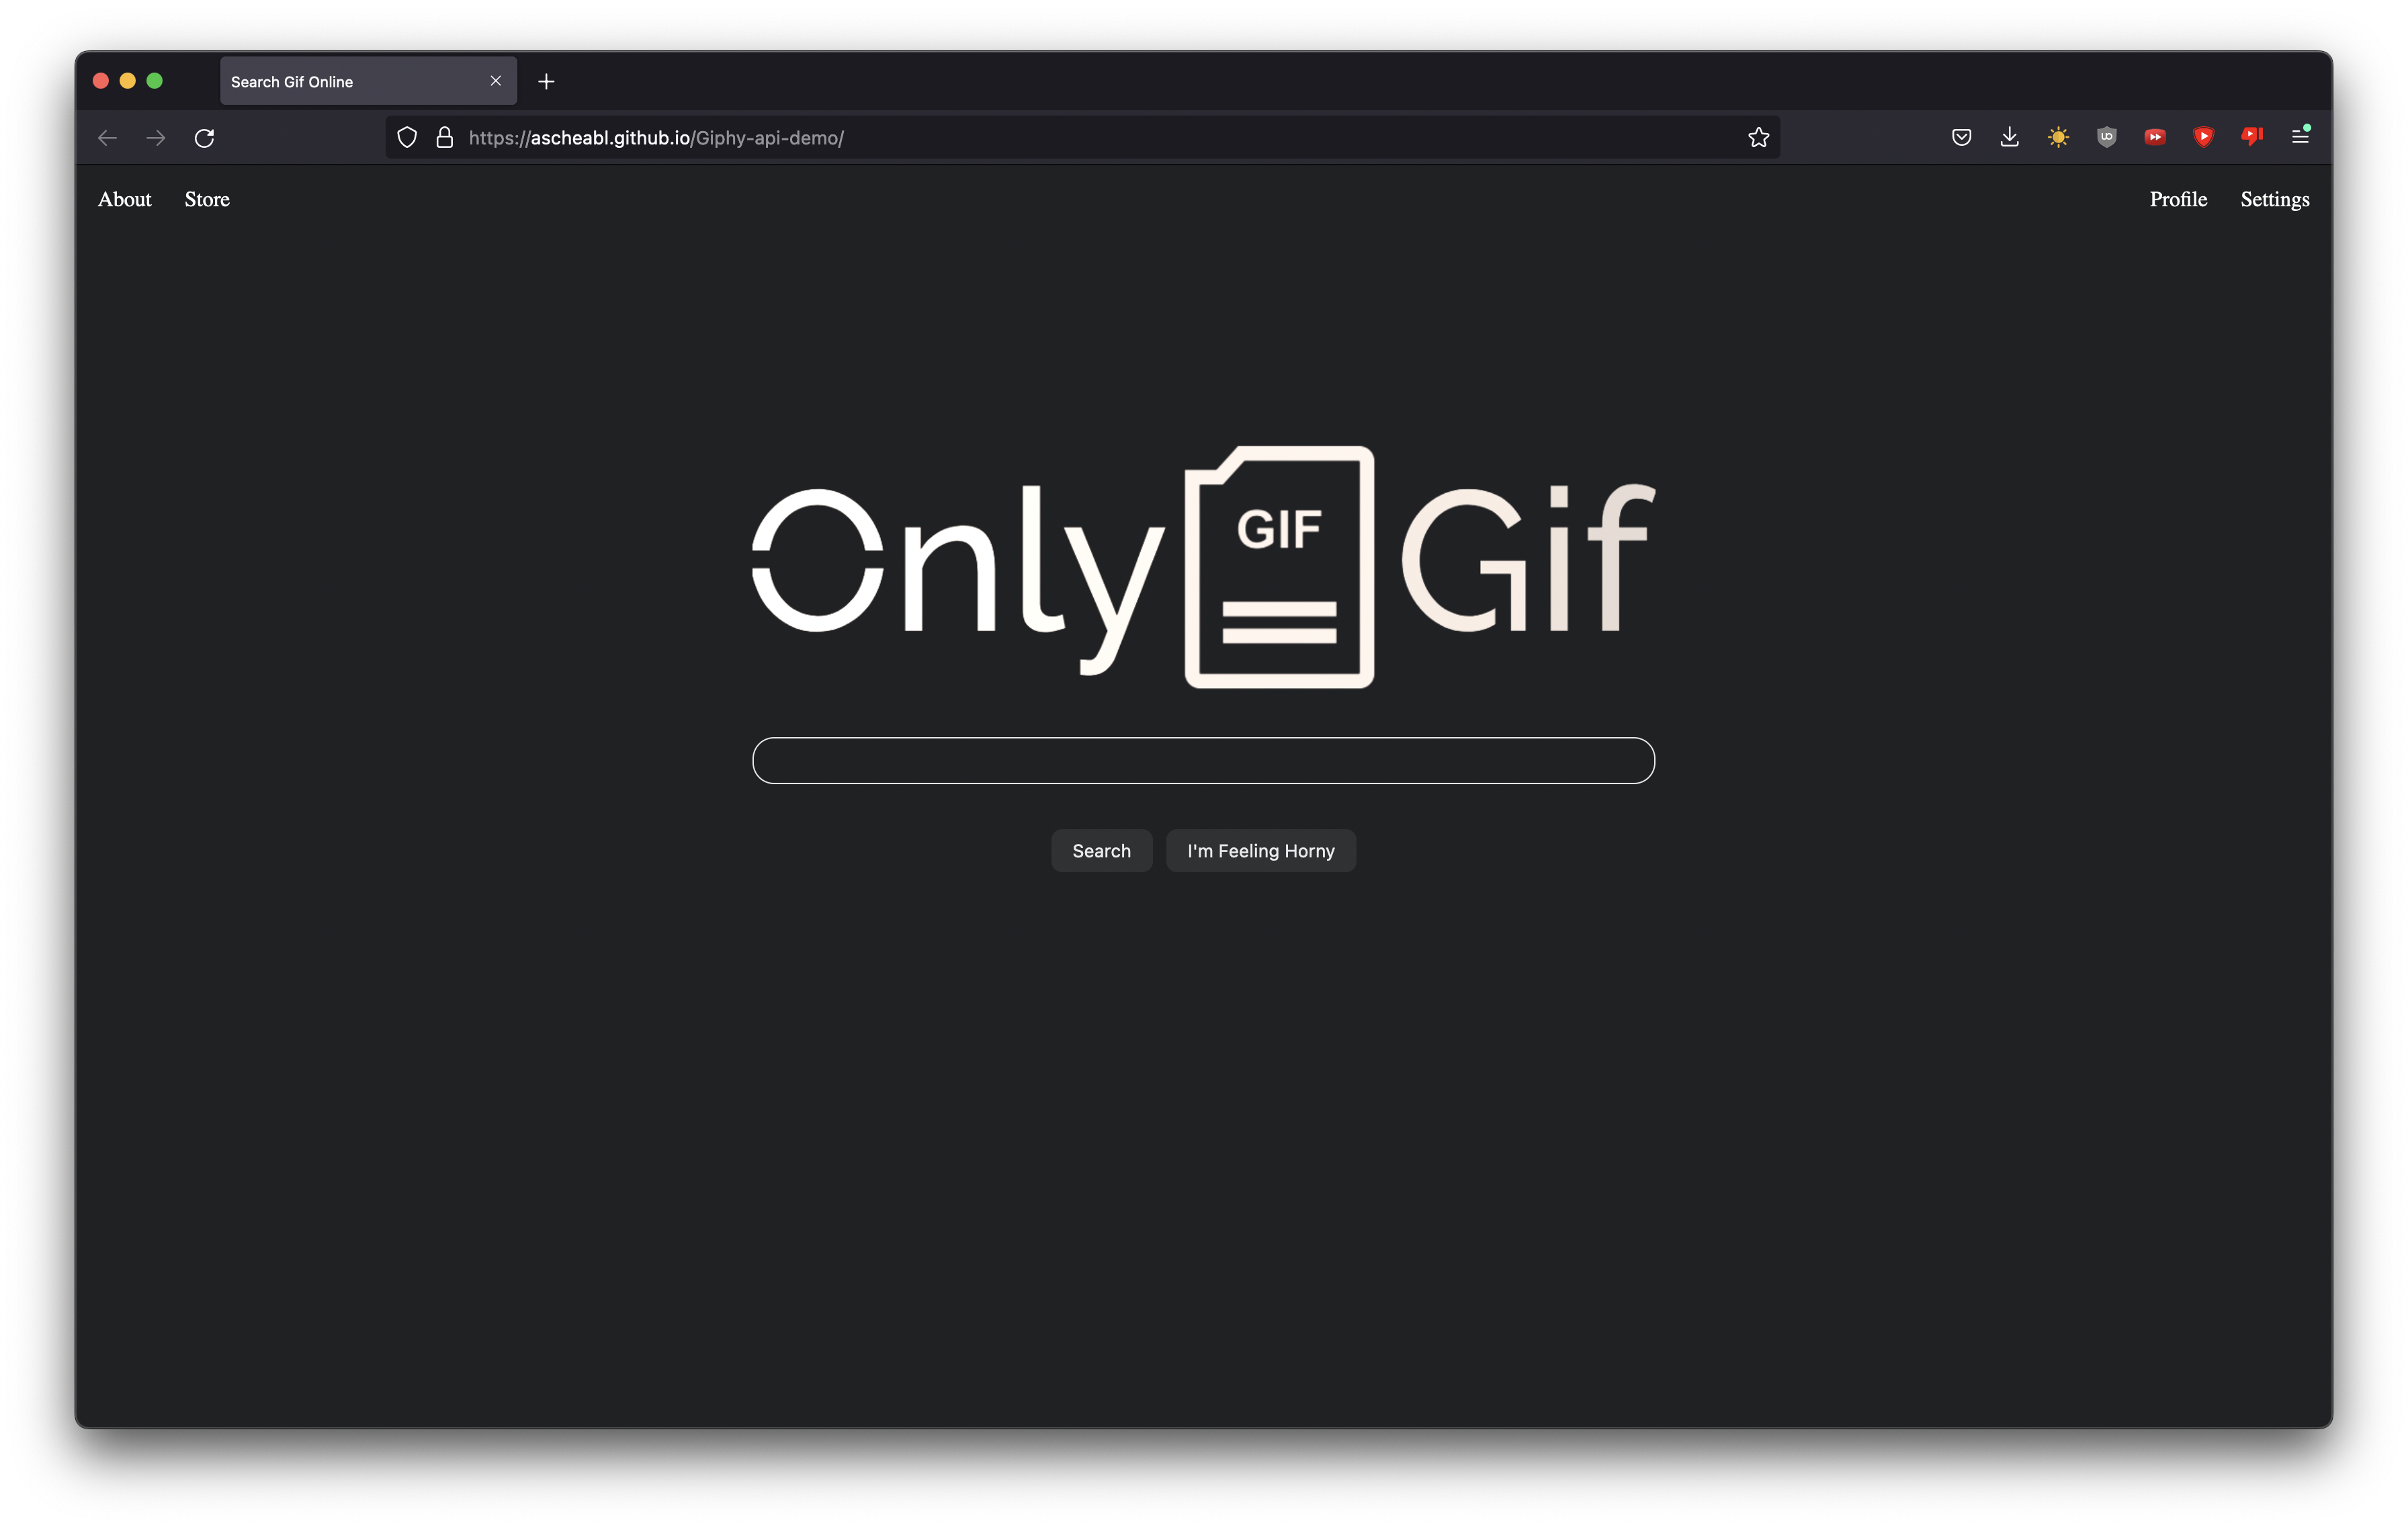 Search Gif Online
https://ascheabl.github.io/Giphy-api-demo/
About Store Profile Settings
Only GIF Gif
Search I'm Feeling Horny